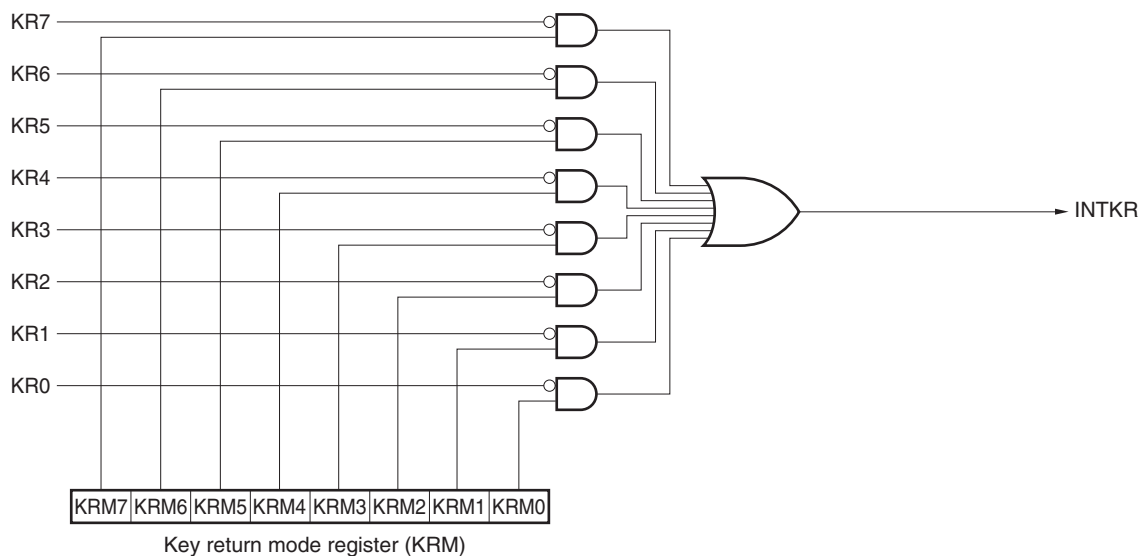 KR7
KR6
KR5
KR4
KR3
INTKR
KR2
KR1
KR0
KRM7 KRM6 KRM5 KRM4 KRM3 KRM2 KRM1 KRM0
Key return mode register (KRM)